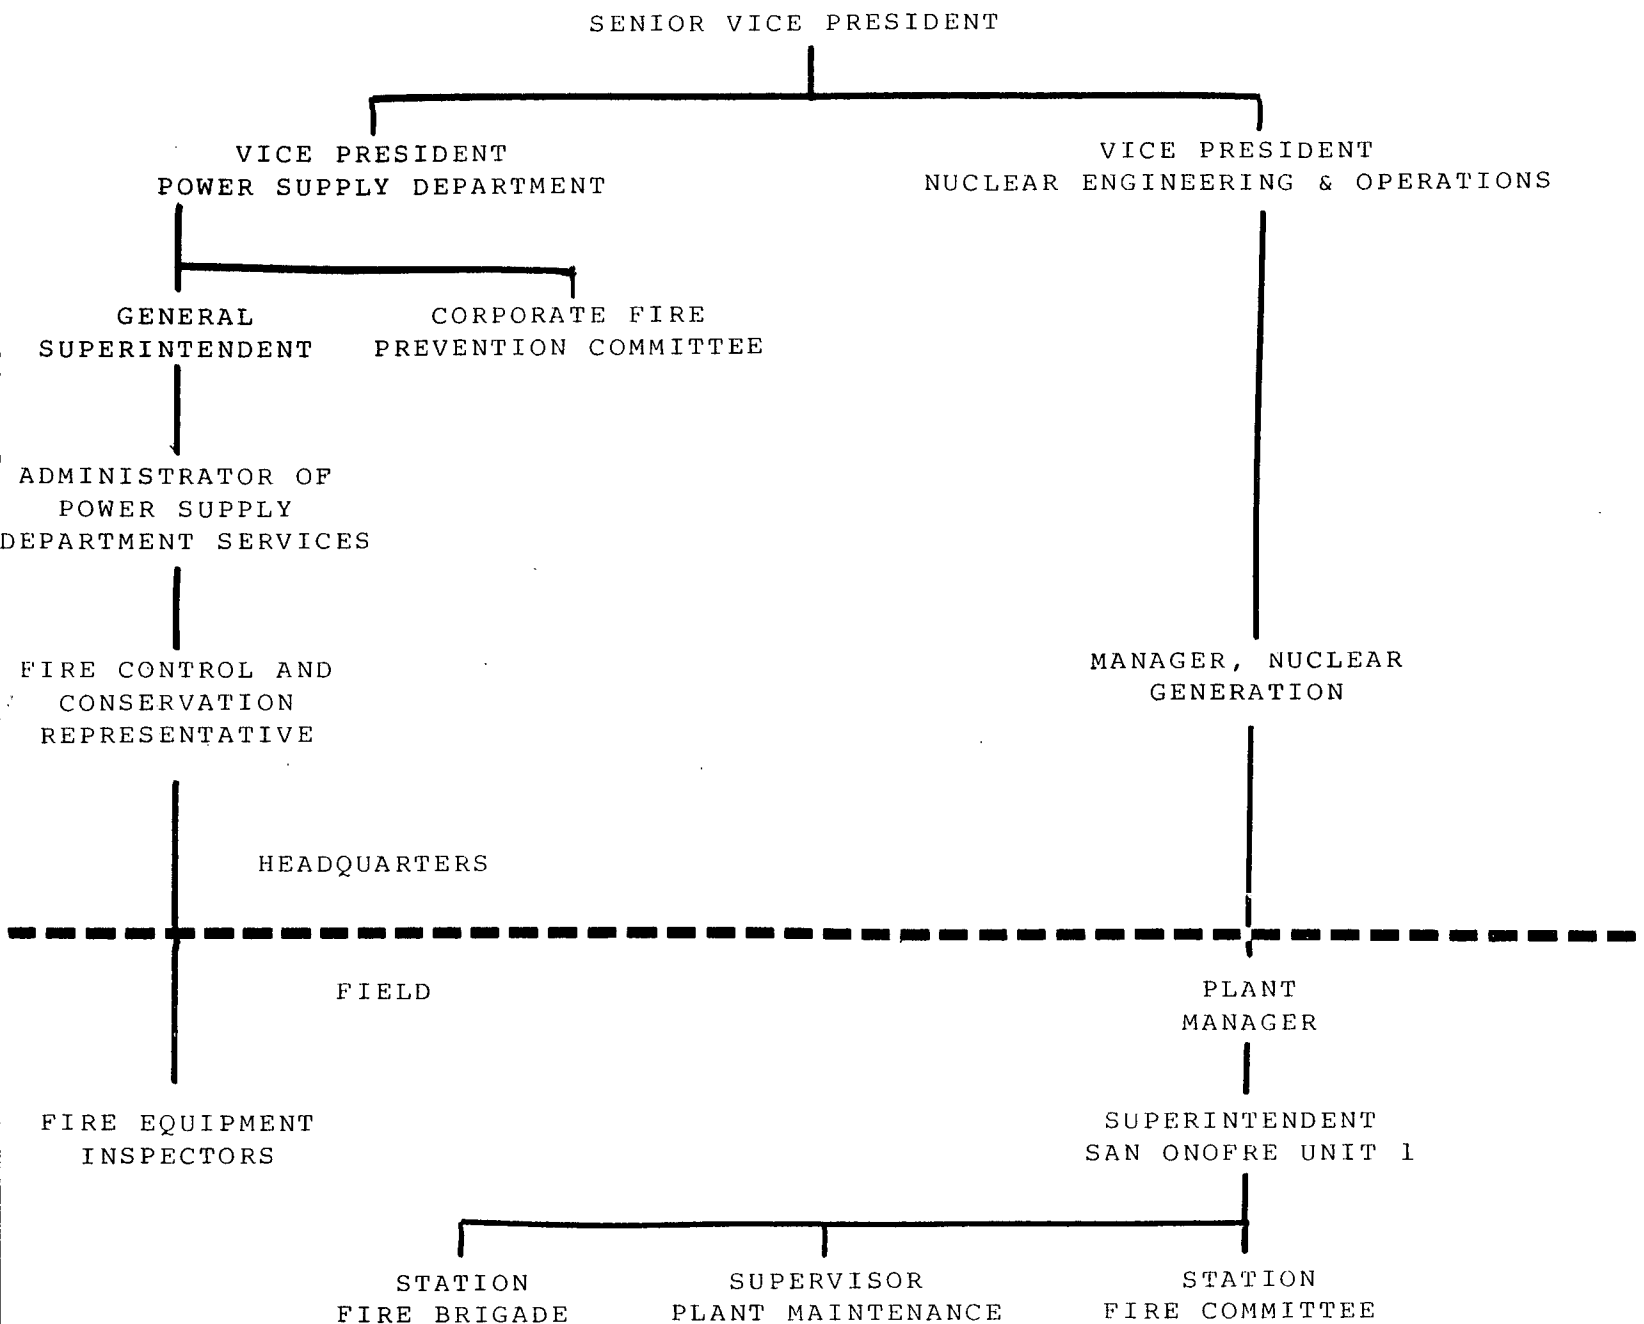 SENIOR VICE PRESIDENT
VICE PRESIDENT
POWER SUPPLY DEPARTMENT
VICE PRESIDENT
NUCLEAR ENGINEERING & OPERATIONS
GENERAL
SUPERINTENDENT
CORPORATE FIRE
PREVENTION COMMITTEE
ADMINISTRATOR OF
POWER SUPPLY
DEPARTMENT SERVICES
FIRE CONTROL AND
CONSERVATION
REPRESENTATIVE
MANAGER, NUCLEAR
GENERATION
HEADQUARTERS
FIELD
PLANT
MANAGER
FIRE EQUIPMENT
INSPECTORS
SUPERINTENDENT
SAN ONOFRE UNIT 1
STATION
FIRE BRIGADE
SUPERVISOR
PLANT MAINTENANCE
STATION
FIRE COMMITTEE